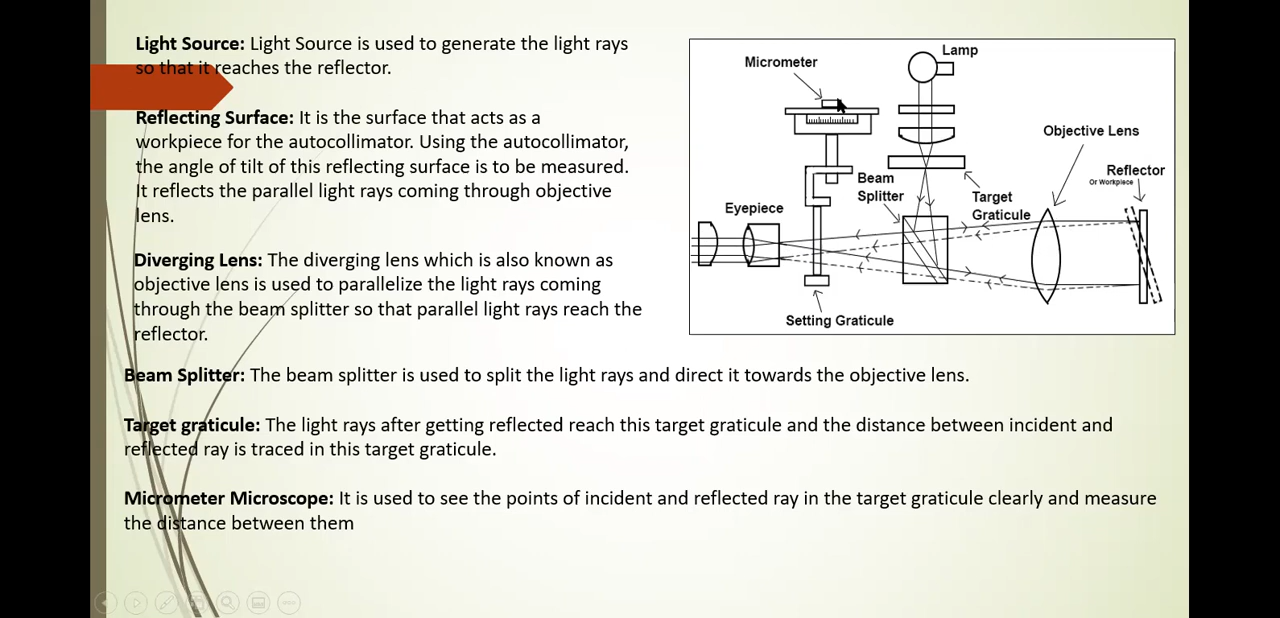 Light Source: Light Source is used to generate the light rays
so that it reaches the reflector.
Reflecting Surface: It is the surface that acts as a
workpiece for the autocollimator. Using the autocollimator,
the angle of tilt of this reflecting surface is to be measured.
It reflects the parallel light rays coming through objective
lens.
Diverging Lens: The diverging lens which is also known as
objective lens is used to parallelize the light rays coming
through the beam splitter so that parallel light rays reach the
reflector.
Lamp
Micrometer
Objective Lens
Reflector
Or Workpiece
Beam
Splitter
Target
Graticule
Eyepiece
Setting Graticule
Beam Splitter: The beam splitter is used to split the light rays and direct it towards the objective lens.
Target graticule: The light rays after getting reflected reach this target graticule and the distance between incident and
reflected ray is traced in this target graticule.
Micrometer Microscope: It is used to see the points of incident and reflected ray in the target graticule clearly and measure
the distance between them